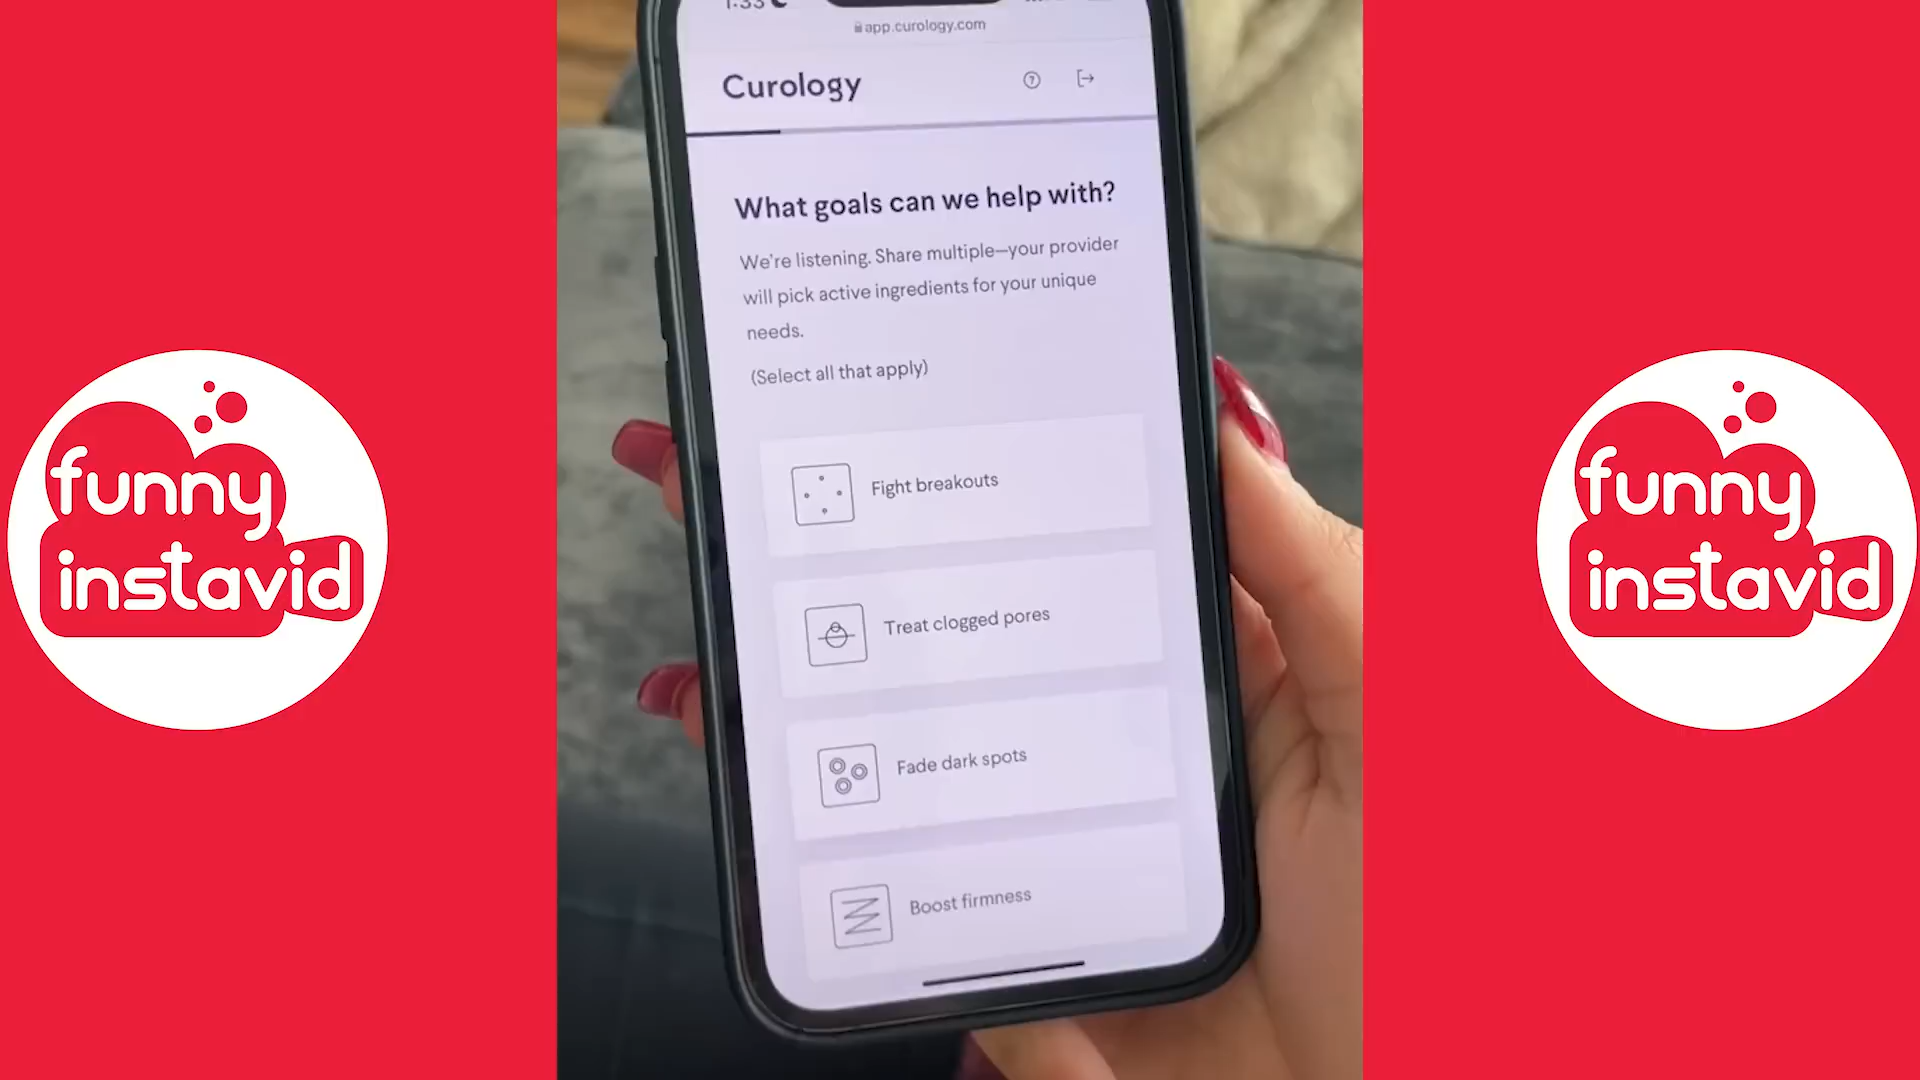 1:33
app.curology.com
Curology
What goals can we help with?
We're listening. Share multiple—your provider
will pick active ingredients for your unique
needs.
(Select all that apply)
Fight breakouts
Treat clogged pores
Fade dark spots
Boost firmness
funny
instavid
funny
instavid